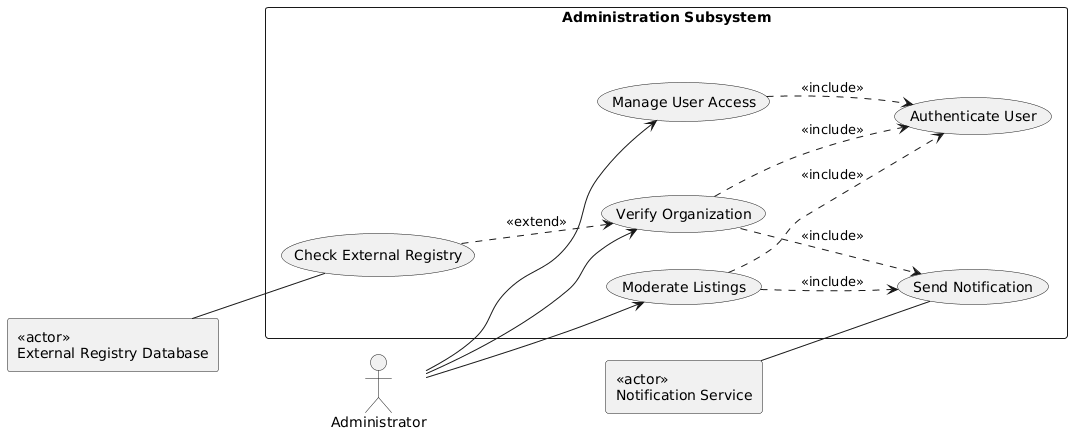 Administration Subsystem
Manage User Access
«include»
Authenticate User
«include»
«include»
Verify Organization
«extend»
«include»
Check External Registry
Moderate Listings
«include»
Send Notification
«actor»
External Registry Database
«actor»
Notification Service
Administrator